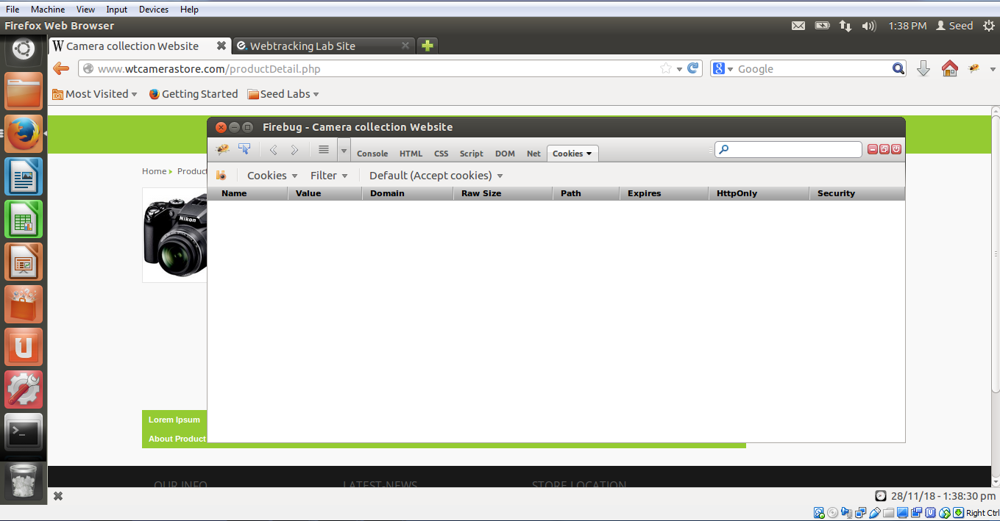 File Machine View Input Devices Help
Firefox Web Browser 1:38 PM Seed
W Camera collection Website Webtracking Lab Site
www.wtcamerastore.com/productDetail.php 8 Google
Most Visited Getting Started Seed Labs
Firebug - Camera collection Website
Console HTML CSS Script DOM Net Cookies
Home Product
Cookies Filter Default (Accept cookies)
Name Value Domain Raw Size Path Expires HttpOnly Security
Nikon
Lorem Ipsum
About Product
OUR INFO LATEST-NEWS STORE LOCATION
28/11/18 - 1:38:30 pm
Right Ctrl